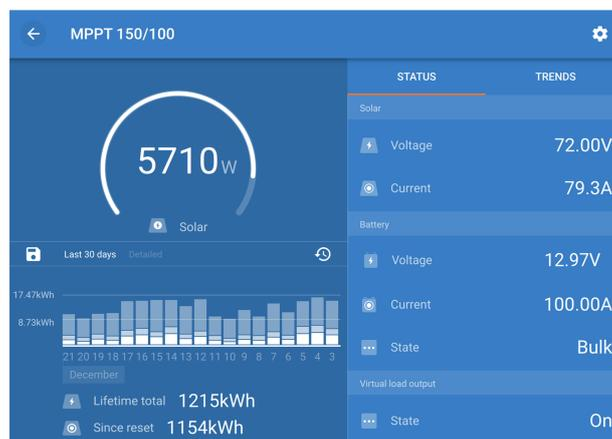 MPPT 150/100
5710W
Solar
Last 30 days Detailed
17.47kWh
8.73kWh
21 20 19 18 17 16 15 14 13 12 11 10 9 8 7 6 5 4 3
December
Lifetime total 1215kWh
Since reset 1154kWh
STATUS TRENDS
Solar
Voltage 72.00V
Current 79.3A
Battery
Voltage 12.97V
Current 100.00A
State Bulk
Virtual load output
State On